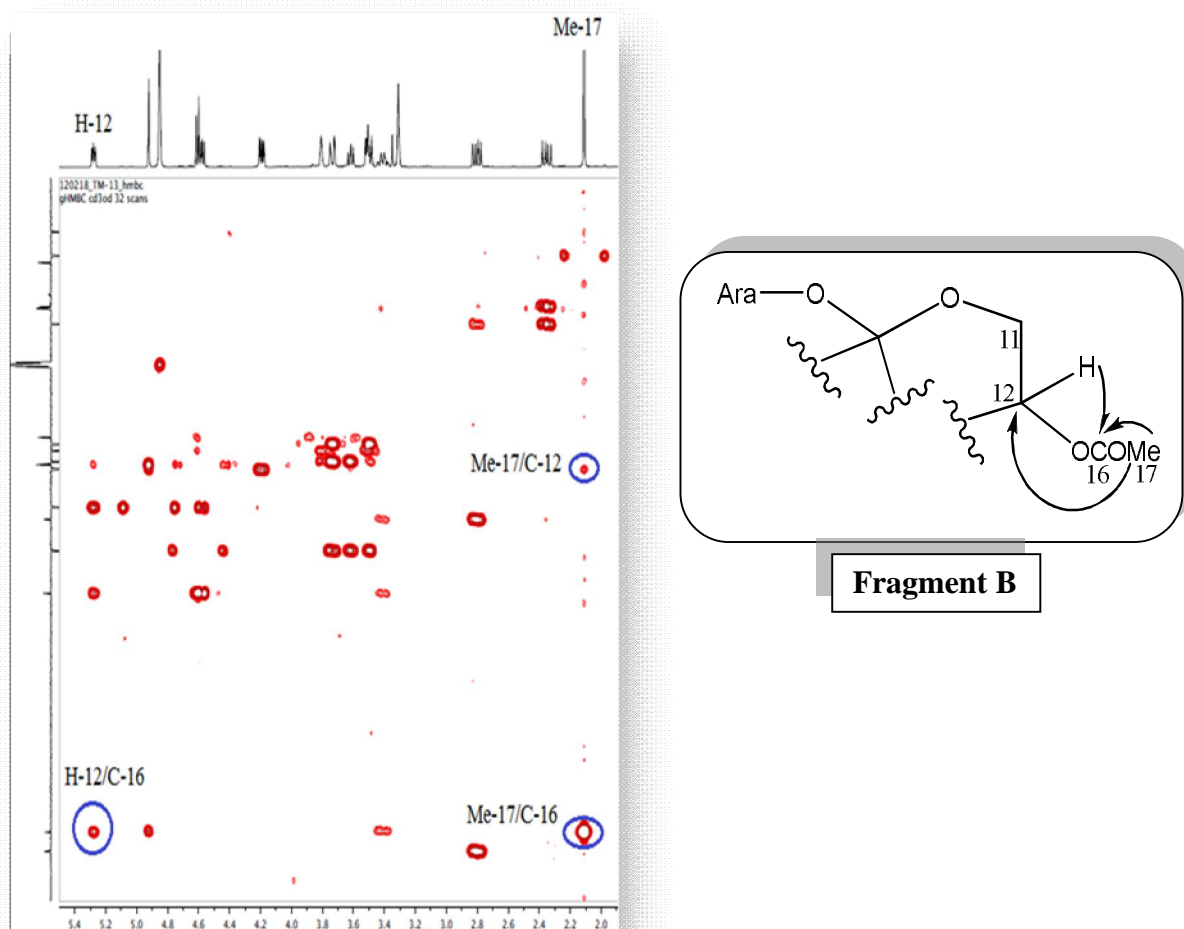 Me-17
H-12
120218_TM-13_hmbc
gHMBC cd3od 32 scans
Me-17/C-12
H-12/C-16
Me-17/C-16
5.4 5.2 5.0 4.8 4.6 4.4 4.2 4.0 3.8 3.6 3.4 3.2 3.0 2.8 2.6 2.4 2.2 2.0
Ara O O
11
H
12
OCOMe
16 17
Fragment B